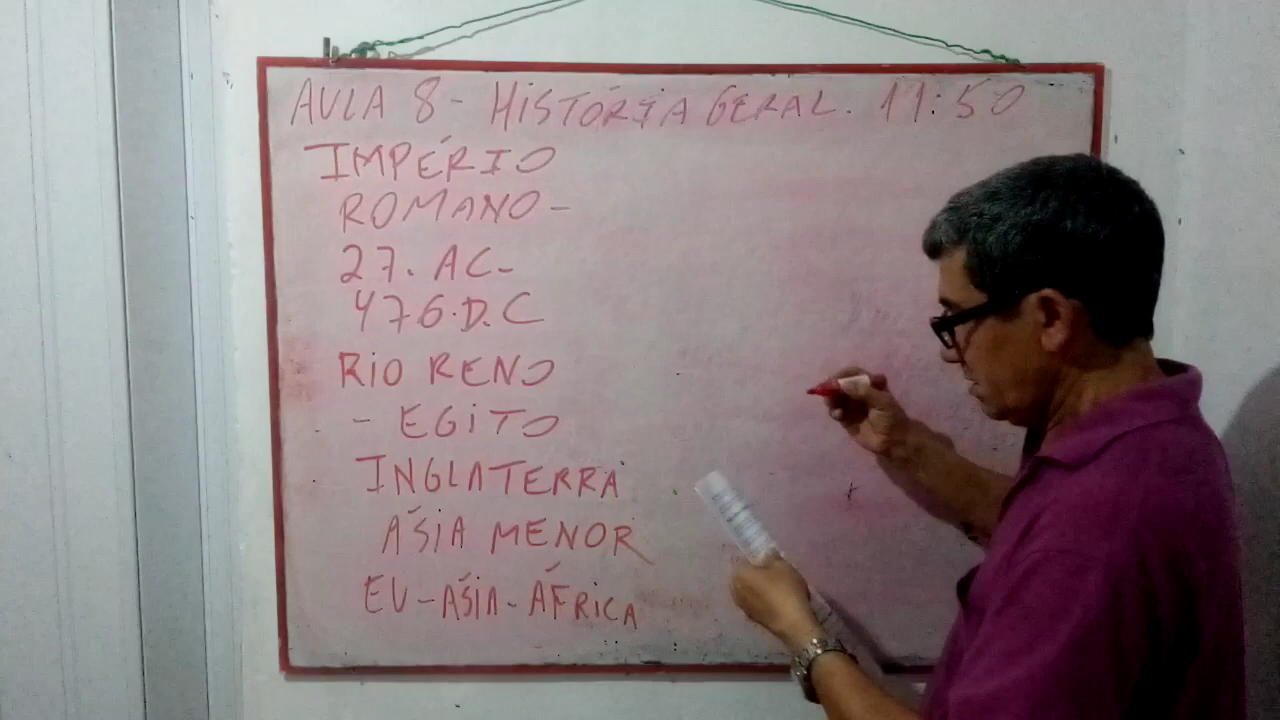 AULA 8 - HISTÓRIA GERAL. 11:50
IMPÉRIO
ROMANO -
27. AC -
476.D.C
RIO RENO
- EGITO
INGLATERRA
ÁSIA MENOR
EU - ÁSIA - ÁFRICA